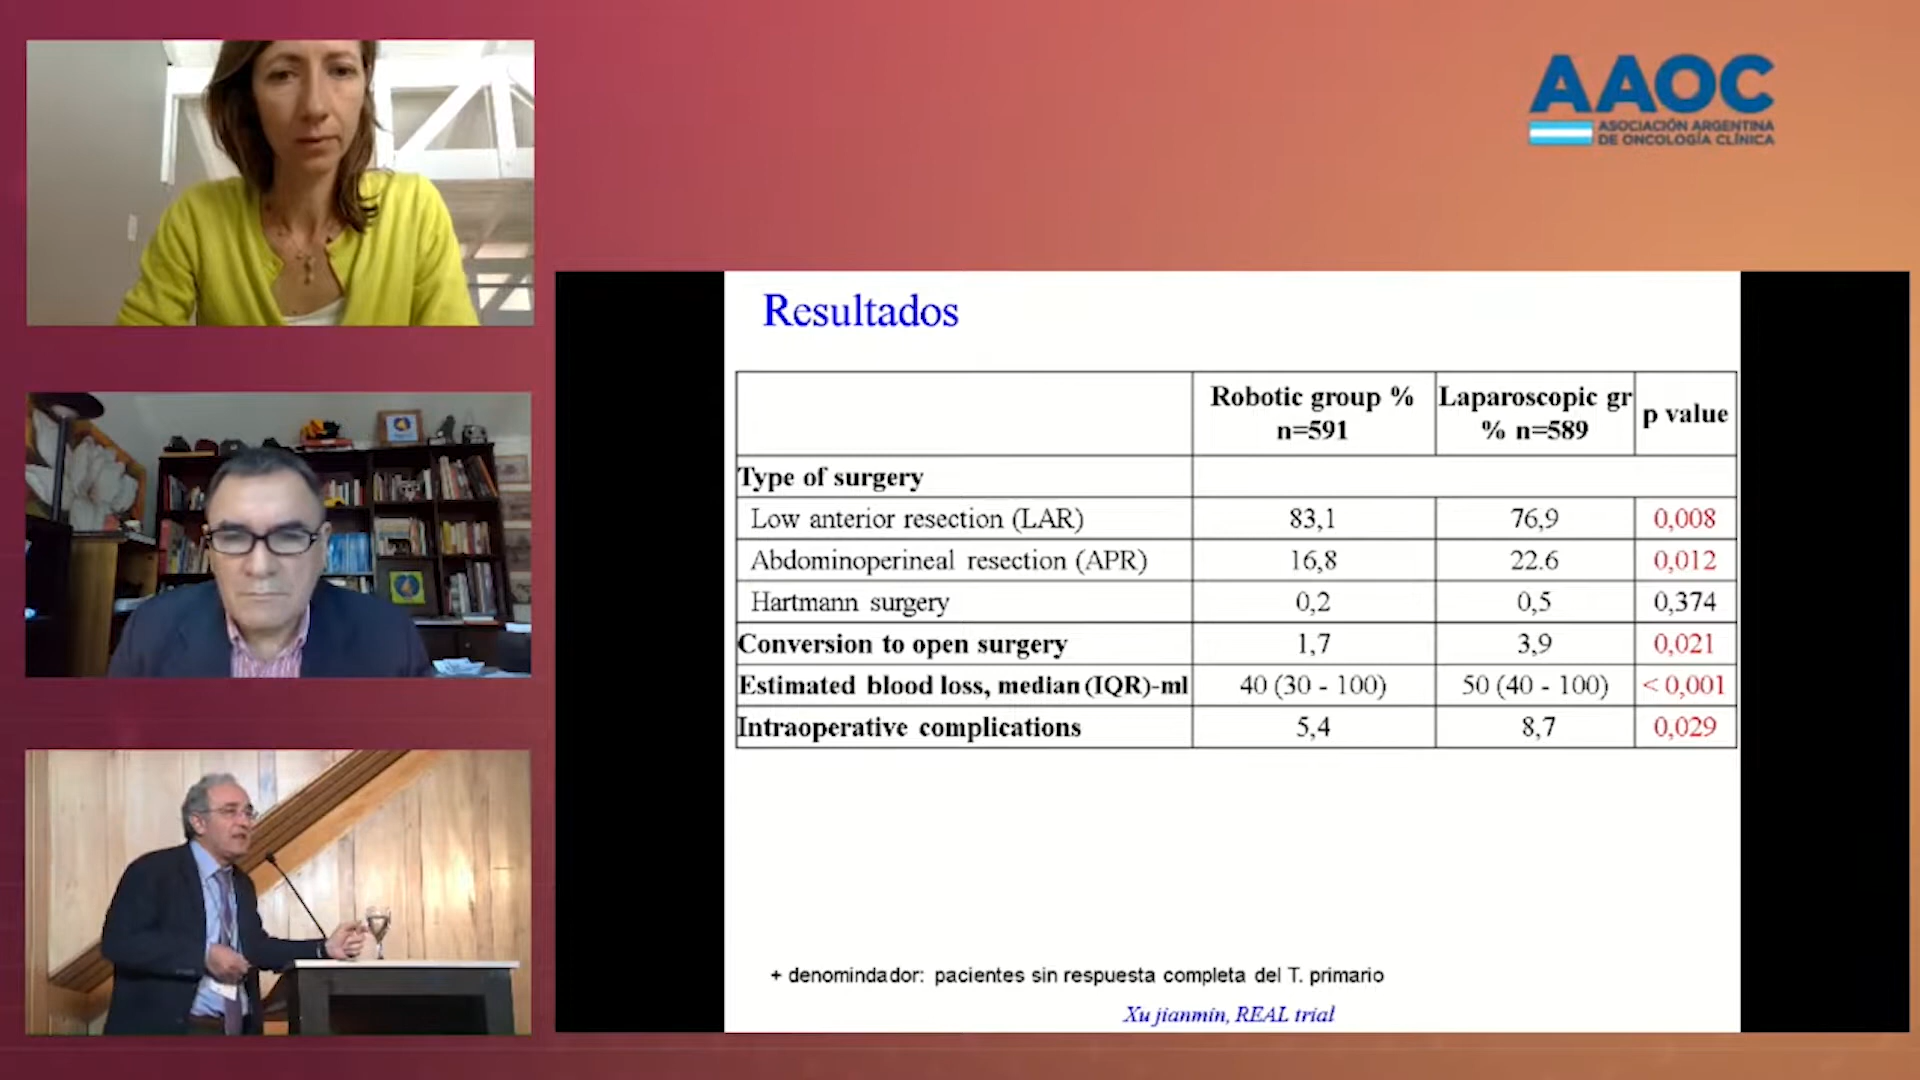 AAOC
ASOCIACIÓN ARGENTINA
DE ONCOLOGÍA CLÍNICA
Resultados
Robotic group % n=591 Laparoscopic gr % n=589 p value
Type of surgery
Low anterior resection (LAR) 83,1 76,9 0,008
Abdominoperineal resection (APR) 16,8 22.6 0,012
Hartmann surgery 0,2 0,5 0,374
Conversion to open surgery 1,7 3,9 0,021
Estimated blood loss, median (IQR)-ml 40 (30 - 100) 50 (40 - 100) < 0,001
Intraoperative complications 5,4 8,7 0,029
+ denomindador: pacientes sin respuesta completa del T. primario
Xu jianmin, REAL trial